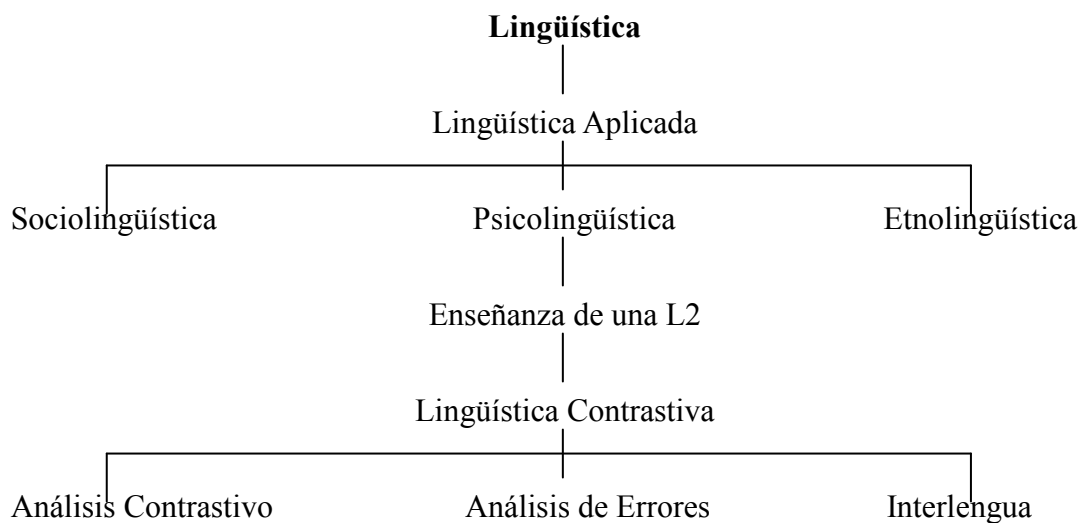 Lingüística
Lingüística Aplicada
Sociolingüística Psicolingüística Etnolingüística
Enseñanza de una L2
Lingüística Contrastiva
Análisis Contrastivo Análisis de Errores Interlengua